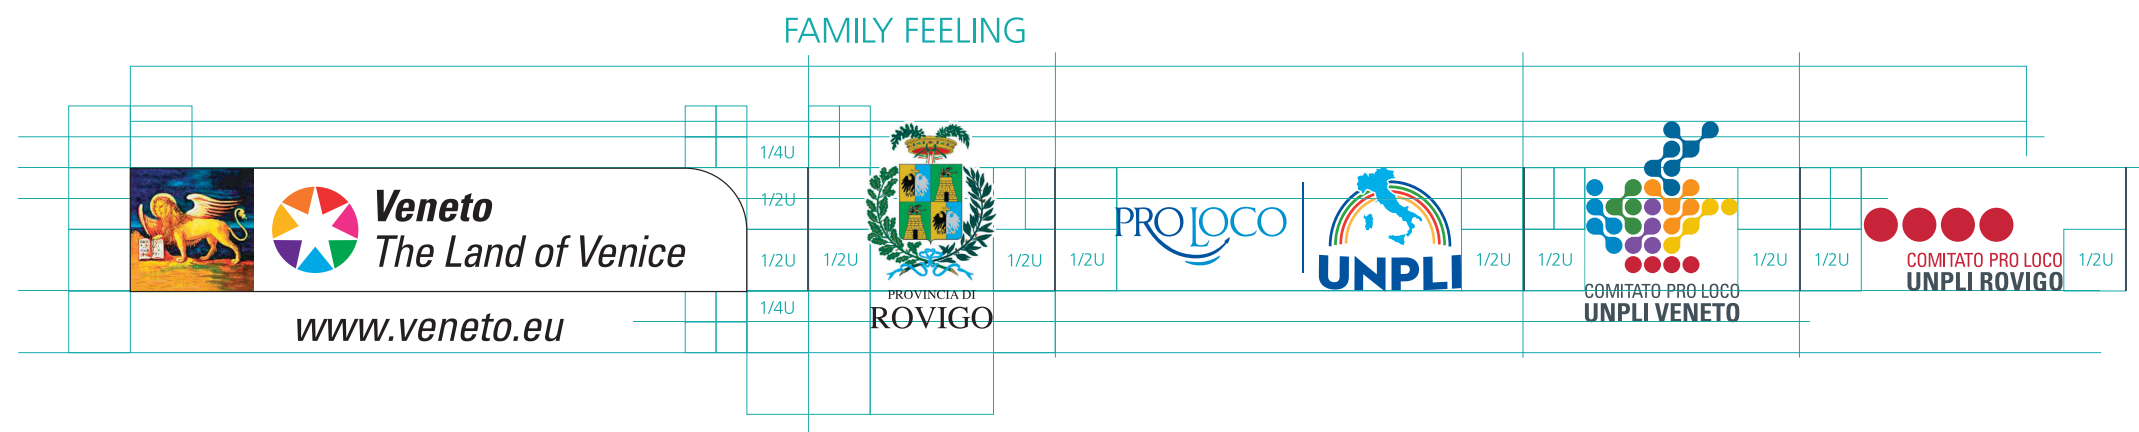 FAMILY FEELING
1/4U
1/2U
1/2U
1/4U
Veneto
The Land of Venice
www.veneto.eu
1/2U
PROVINCIA DI
ROVIGO
1/2U
1/2U
PRO LOCO
UNPLI
1/2U
1/2U
COMITATO PRO LOCO
UNPLI VENETO
1/2U
1/2U
COMITATO PRO LOCO
UNPLI ROVIGO
1/2U